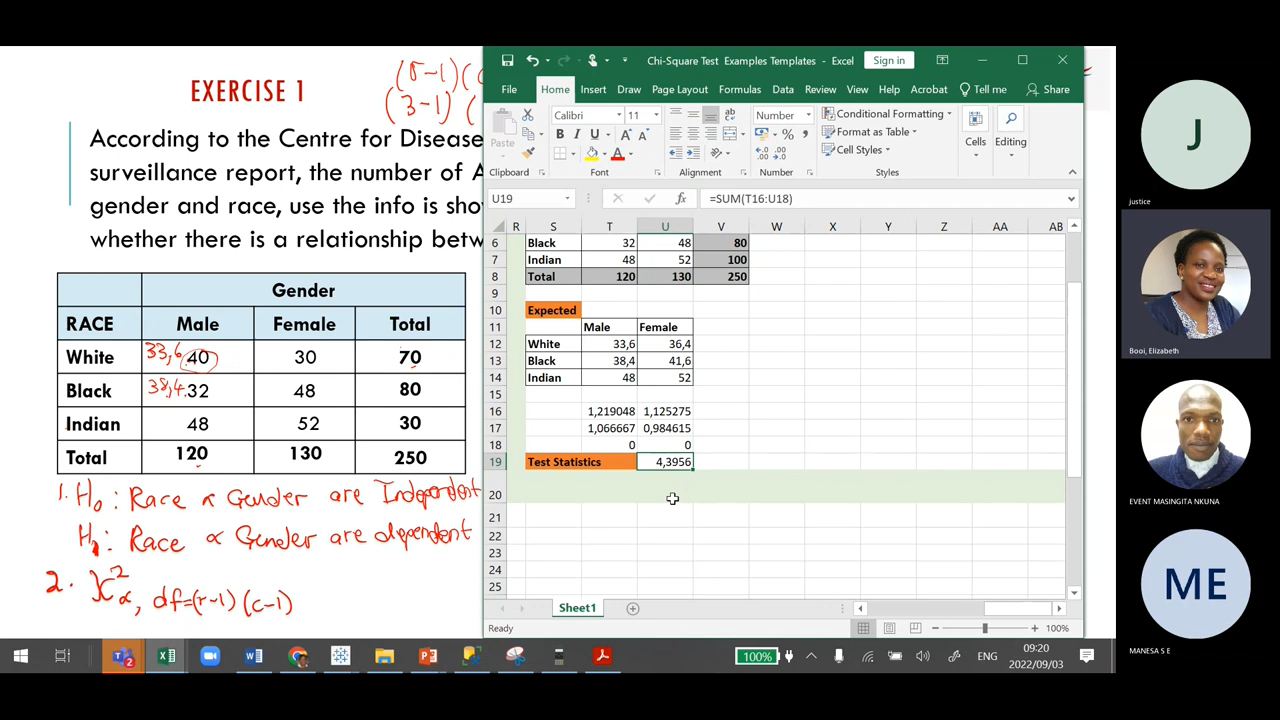 EXERCISE 1
(r-1)(c
(3-1) (
According to the Centre for Disease
surveillance report, the number of A
gender and race, use the info is sho
whether there is a relationship betw
Gender
RACE Male Female Total
White 33,6 40 30 70
Black 38,4 32 48 80
Indian 48 52 30
Total 120 130 250
1. H0 : Race & Gender are Independent
H1 : Race & Gender are dependent
2. X²α, df=(r-1)(c-1)
Chi-Square Test Examples Templates - Excel
Sign in
File Home Insert Draw Page Layout Formulas Data Review View Help Acrobat Tell me Share
Paste
Calibri 11
B I U A A
Number
% ,
Conditional Formatting
Format as Table
Cell Styles
Cells
Editing
Clipboard Font Alignment Number Styles
U19 fx =SUM(T16:U18)
R S T U V W X Y Z AA AB
6 Black 32 48 80
7 Indian 48 52 100
8 Total 120 130 250
9
10 Expected
11 Male Female
12 White 33,6 36,4
13 Black 38,4 41,6
14 Indian 48 52
15
16 1,219048 1,125275
17 1,066667 0,984615
18 0 0
19 Test Statistics 4,3956
20
21
22
23
24
25
Sheet1
Ready
100%
100%
ENG
09:20
2022/09/03
J
justice
Booi, Elizabeth
EVENT MASINGITA NKUNA
ME
MANESA S E